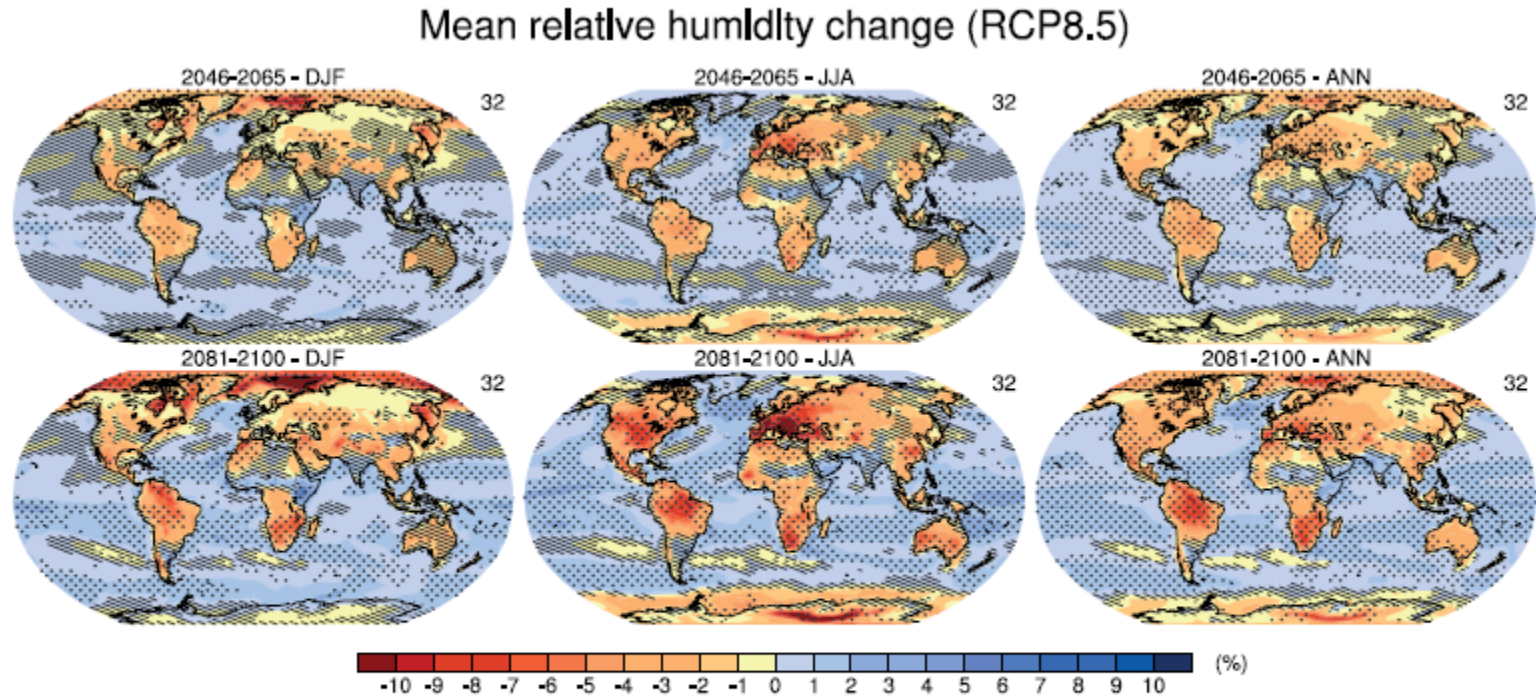 Mean relative humidity change (RCP8.5)
2046-2065 - DJF
32
2046-2065 - JJA
32
2046-2065 - ANN
32
2081-2100 - DJF
32
2081-2100 - JJA
32
2081-2100 - ANN
32
-10 -9 -8 -7 -6 -5 -4 -3 -2 -1 0 1 2 3 4 5 6 7 8 9 10 (%)